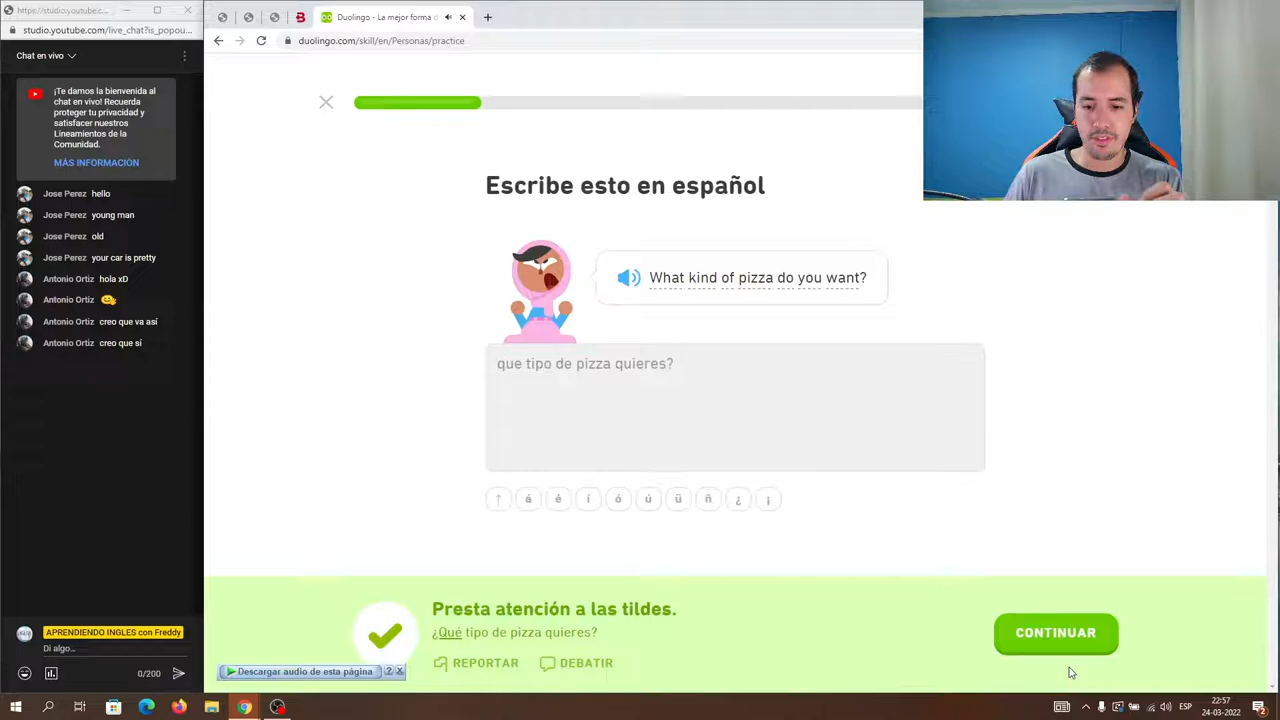 https://studio.youtube.c...
studio.youtube.com/live_chat?is_popou...
Chat en vivo
¡Te damos la bienvenida al
chat en vivo! Recuerda
proteger tu privacidad y
satisfacer nuestros
Lineamientos de la
Comunidad.
MÁS INFORMACIÓN
Jose Perez hello
Jose Perez young man
Jose Perez old
Jose Perez your car is pretty
Antonio Ortiz hola xD
Antonio Ortiz
Antonio Ortiz creo que va así
Antonio Ortiz creo que sí
APRENDIENDO INGLES con Freddy
Di algo...
0/200
Duolingo - La mejor forma d
duolingo.com/skill/en/Personas/practice
Escribe esto en español
What kind of pizza do you want?
que tipo de pizza quieres?
á é í ó ú ü ñ ¿ ¡
Presta atención a las tildes.
¿Qué tipo de pizza quieres?
REPORTAR DEBATIR
CONTINUAR
Descargar audio de esta página ? X
ESP
22:57
24-03-2022
2